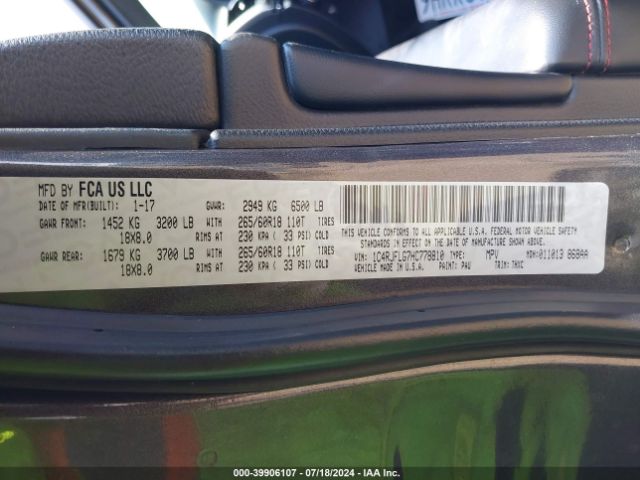 MFD BY FCA US LLC
DATE OF MFR(BUILT): 1-17 GVWR: 2949 KG 6500 LB
GAWR FRONT: 1452 KG 3200 LB WITH 265/60R18 110T TIRES
18X8.0 RIMS AT 230 KPA ( 33 PSI) COLD
GAWR REAR: 1679 KG 3700 LB WITH 265/60R18 110T TIRES
18X8.0 RIMS AT 230 KPA ( 33 PSI) COLD
THIS VEHICLE CONFORMS TO ALL APPLICABLE U.S.A. FEDERAL MOTOR VEHICLE SAFETY
STANDARDS IN EFFECT ON THE DATE OF MANUFACTURE SHOWN ABOVE.
VIN: 1C4RJFLG7HC778810 TYPE: MPV MDH: 011013 868AA
VEHICLE MADE IN U.S.A. PAINT: PAU TRIM: TNXC
000-39906107 - 07/18/2024 - IAA Inc.